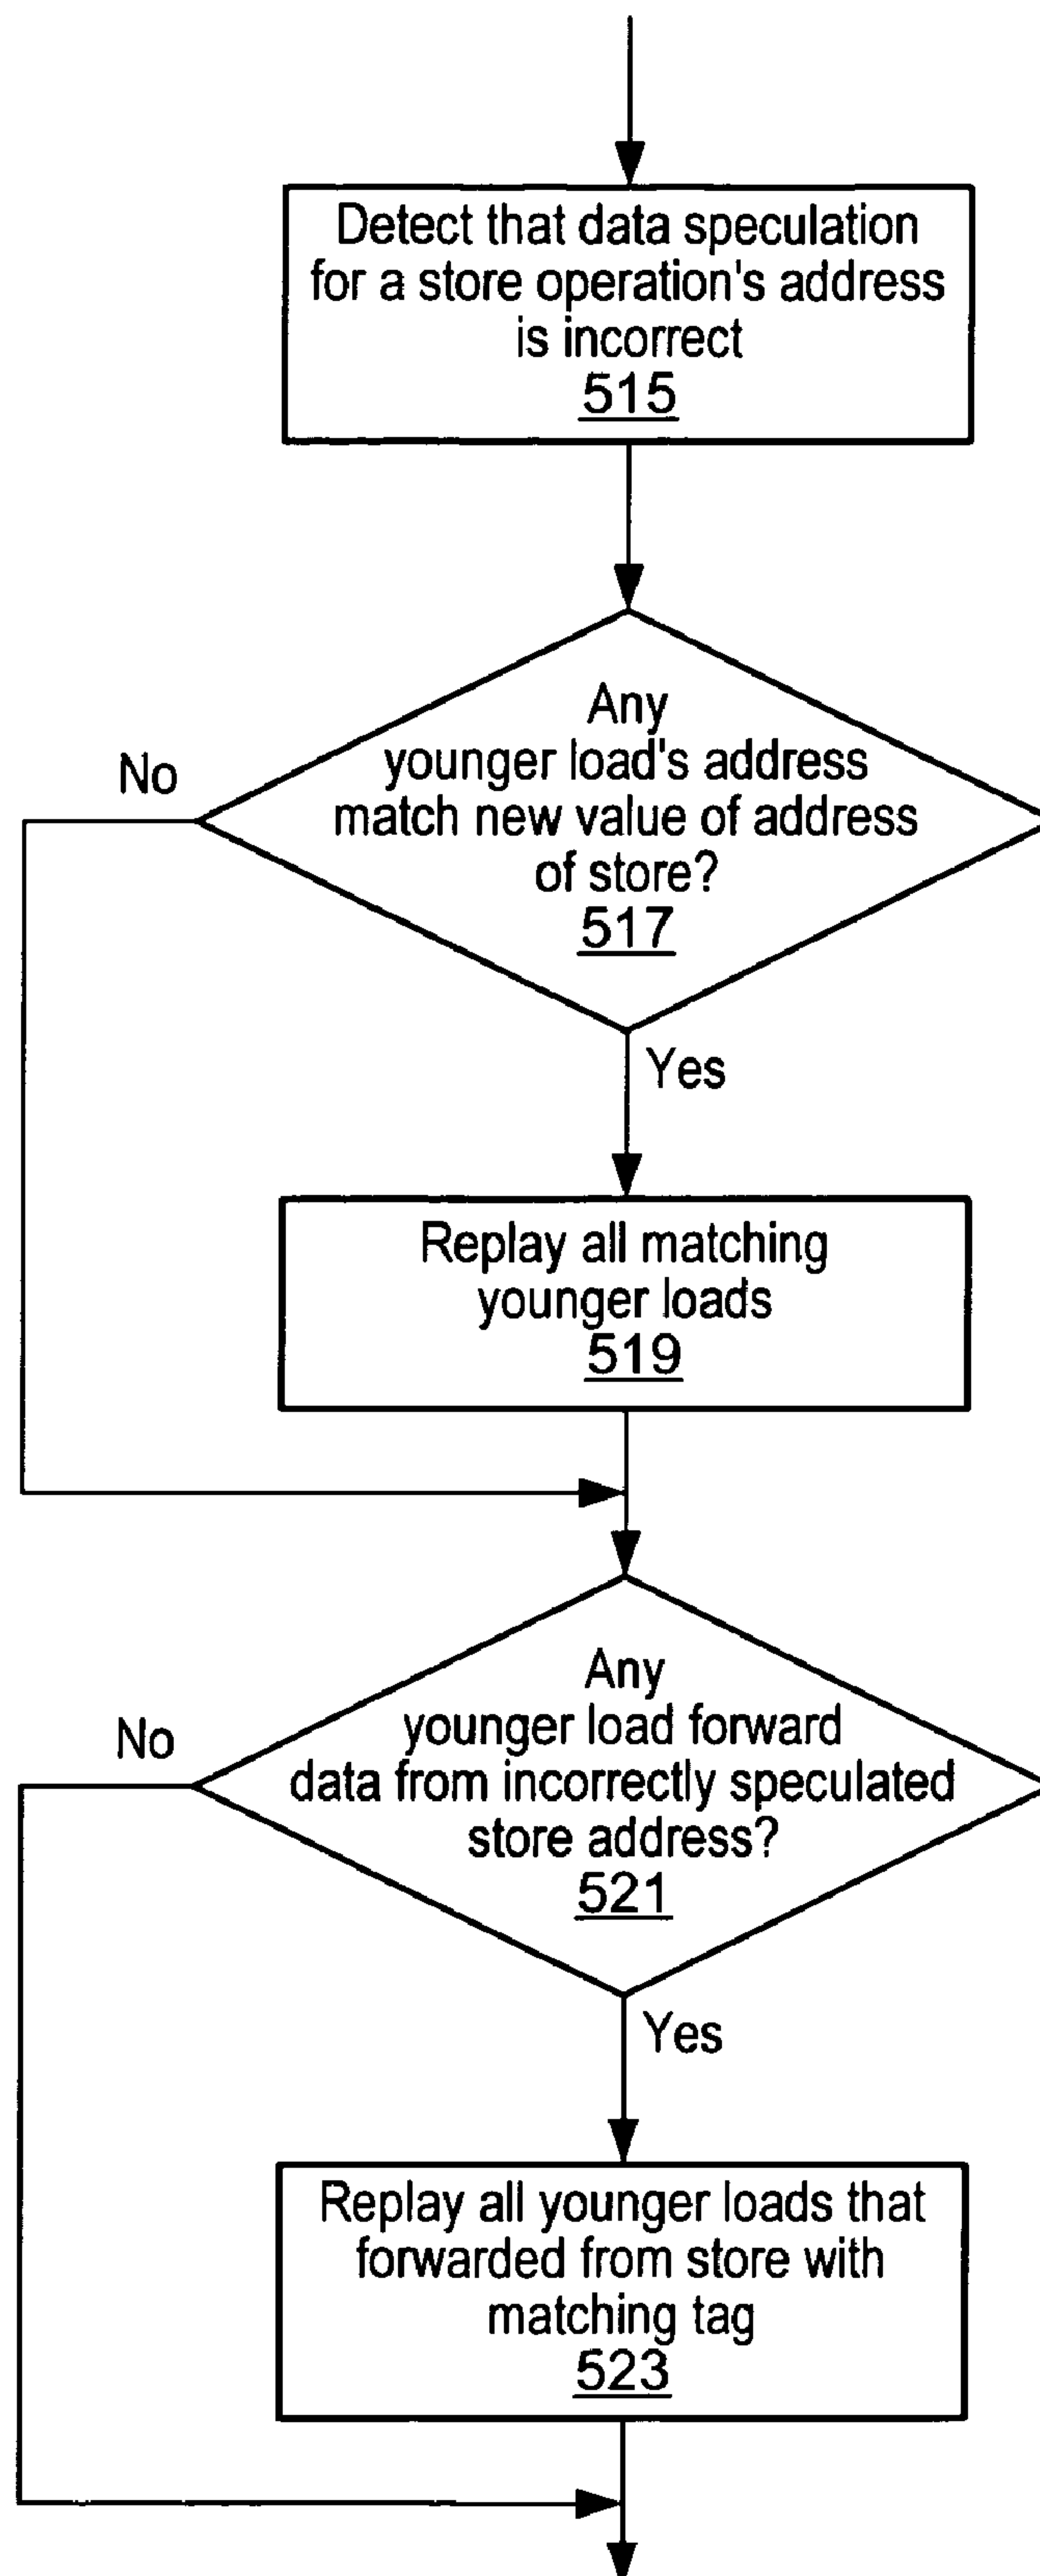 Detect that data speculation
for a store operation's address
is incorrect
515
Any
younger load's address
match new value of address
of store?
517
No
Yes
Replay all matching
younger loads
519
Any
younger load forward
data from incorrectly speculated
store address?
521
No
Yes
Replay all younger loads that
forwarded from store with
matching tag
523